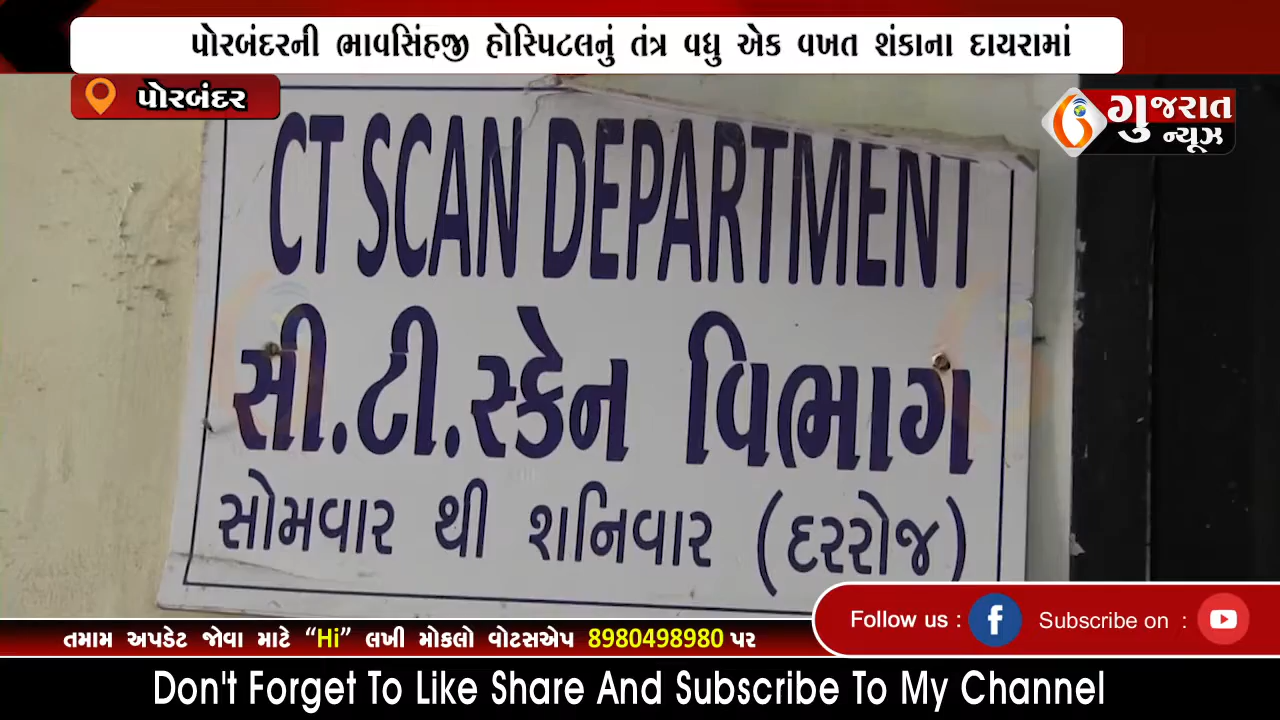 પોરબંદરની ભાવસિંહજી હોસ્પિટલનું તંત્ર વધુ એક વખત શંકાના દાયરામાં
પોરબંદર
ગુજરાત
ન્યૂઝ
CT SCAN DEPARTMENT
સી.ટી.સ્કેન વિભાગ
સોમવાર થી શનિવાર (દરરોજ)
Follow us :
Subscribe on :
તમામ અપડેટ જોવા માટે “Hi” લખી મોકલો વોટસએપ 8980498980 પર
Don't Forget To Like Share And Subscribe To My Channel